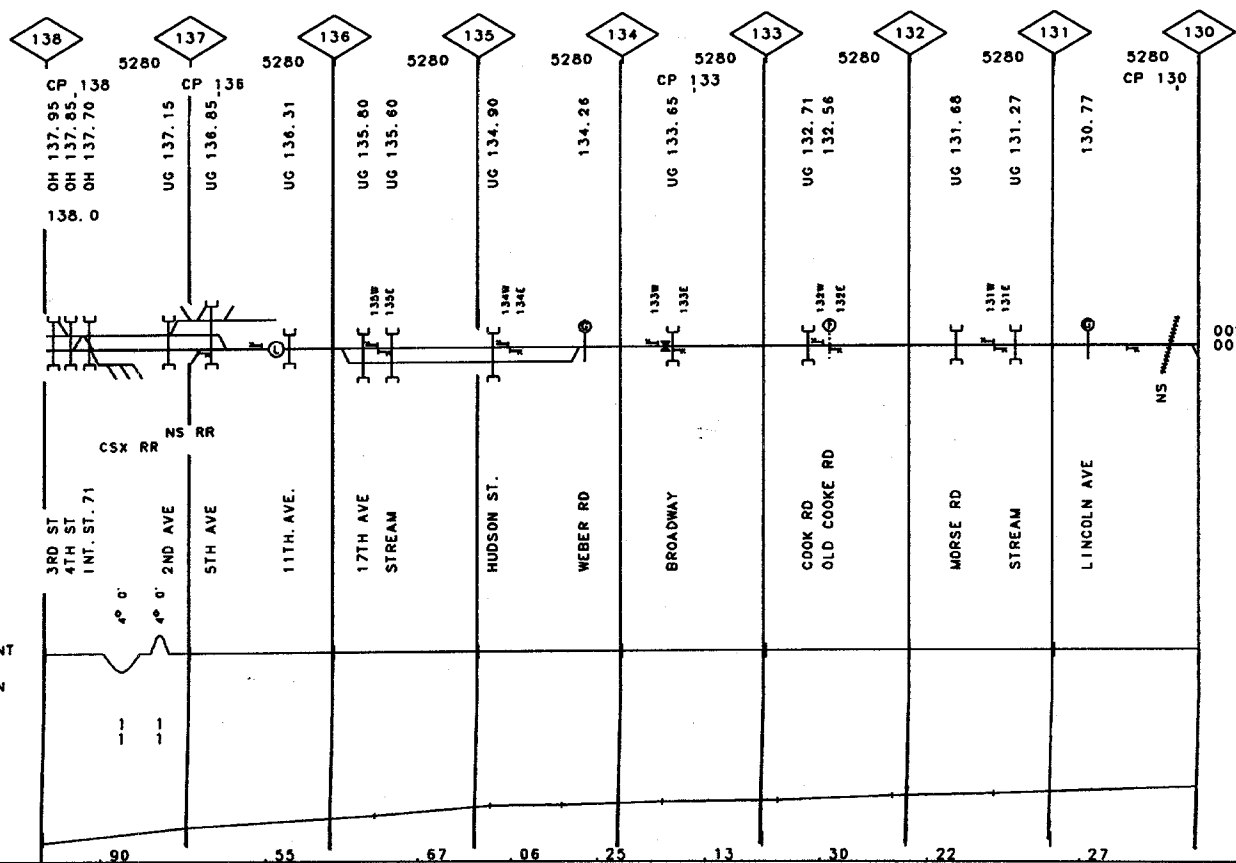 138 137 136 135 134 133 132 131 130
5280 5280 5280 5280 5280 5280 5280 5280
CP 138 CP 136 CP 133 CP 130
OH 137.95
OH 137.85
OH 137.70
UG 137.15
UG 136.85
UG 136.31
UG 135.80
UG 135.60
UG 134.90
134.26
UG 133.65
UG 132.71
132.56
UG 131.68
UG 131.27
130.77
138.0
135W
135E
134W
134E
133W
133E
132W
132E
131W
131E
L
NS
CSX RR
NS RR
3RD ST
4TH ST
INT. ST. 71
2ND AVE
5TH AVE
11TH. AVE.
17TH AVE
STREAM
HUDSON ST.
WEBER RD
BROADWAY
COOK RD
OLD COOKE RD
MORSE RD
STREAM
LINCOLN AVE
4° 0'
4° 0'
NT
N
.90 .55 .67 .06 .25 .13 .30 .22 .27